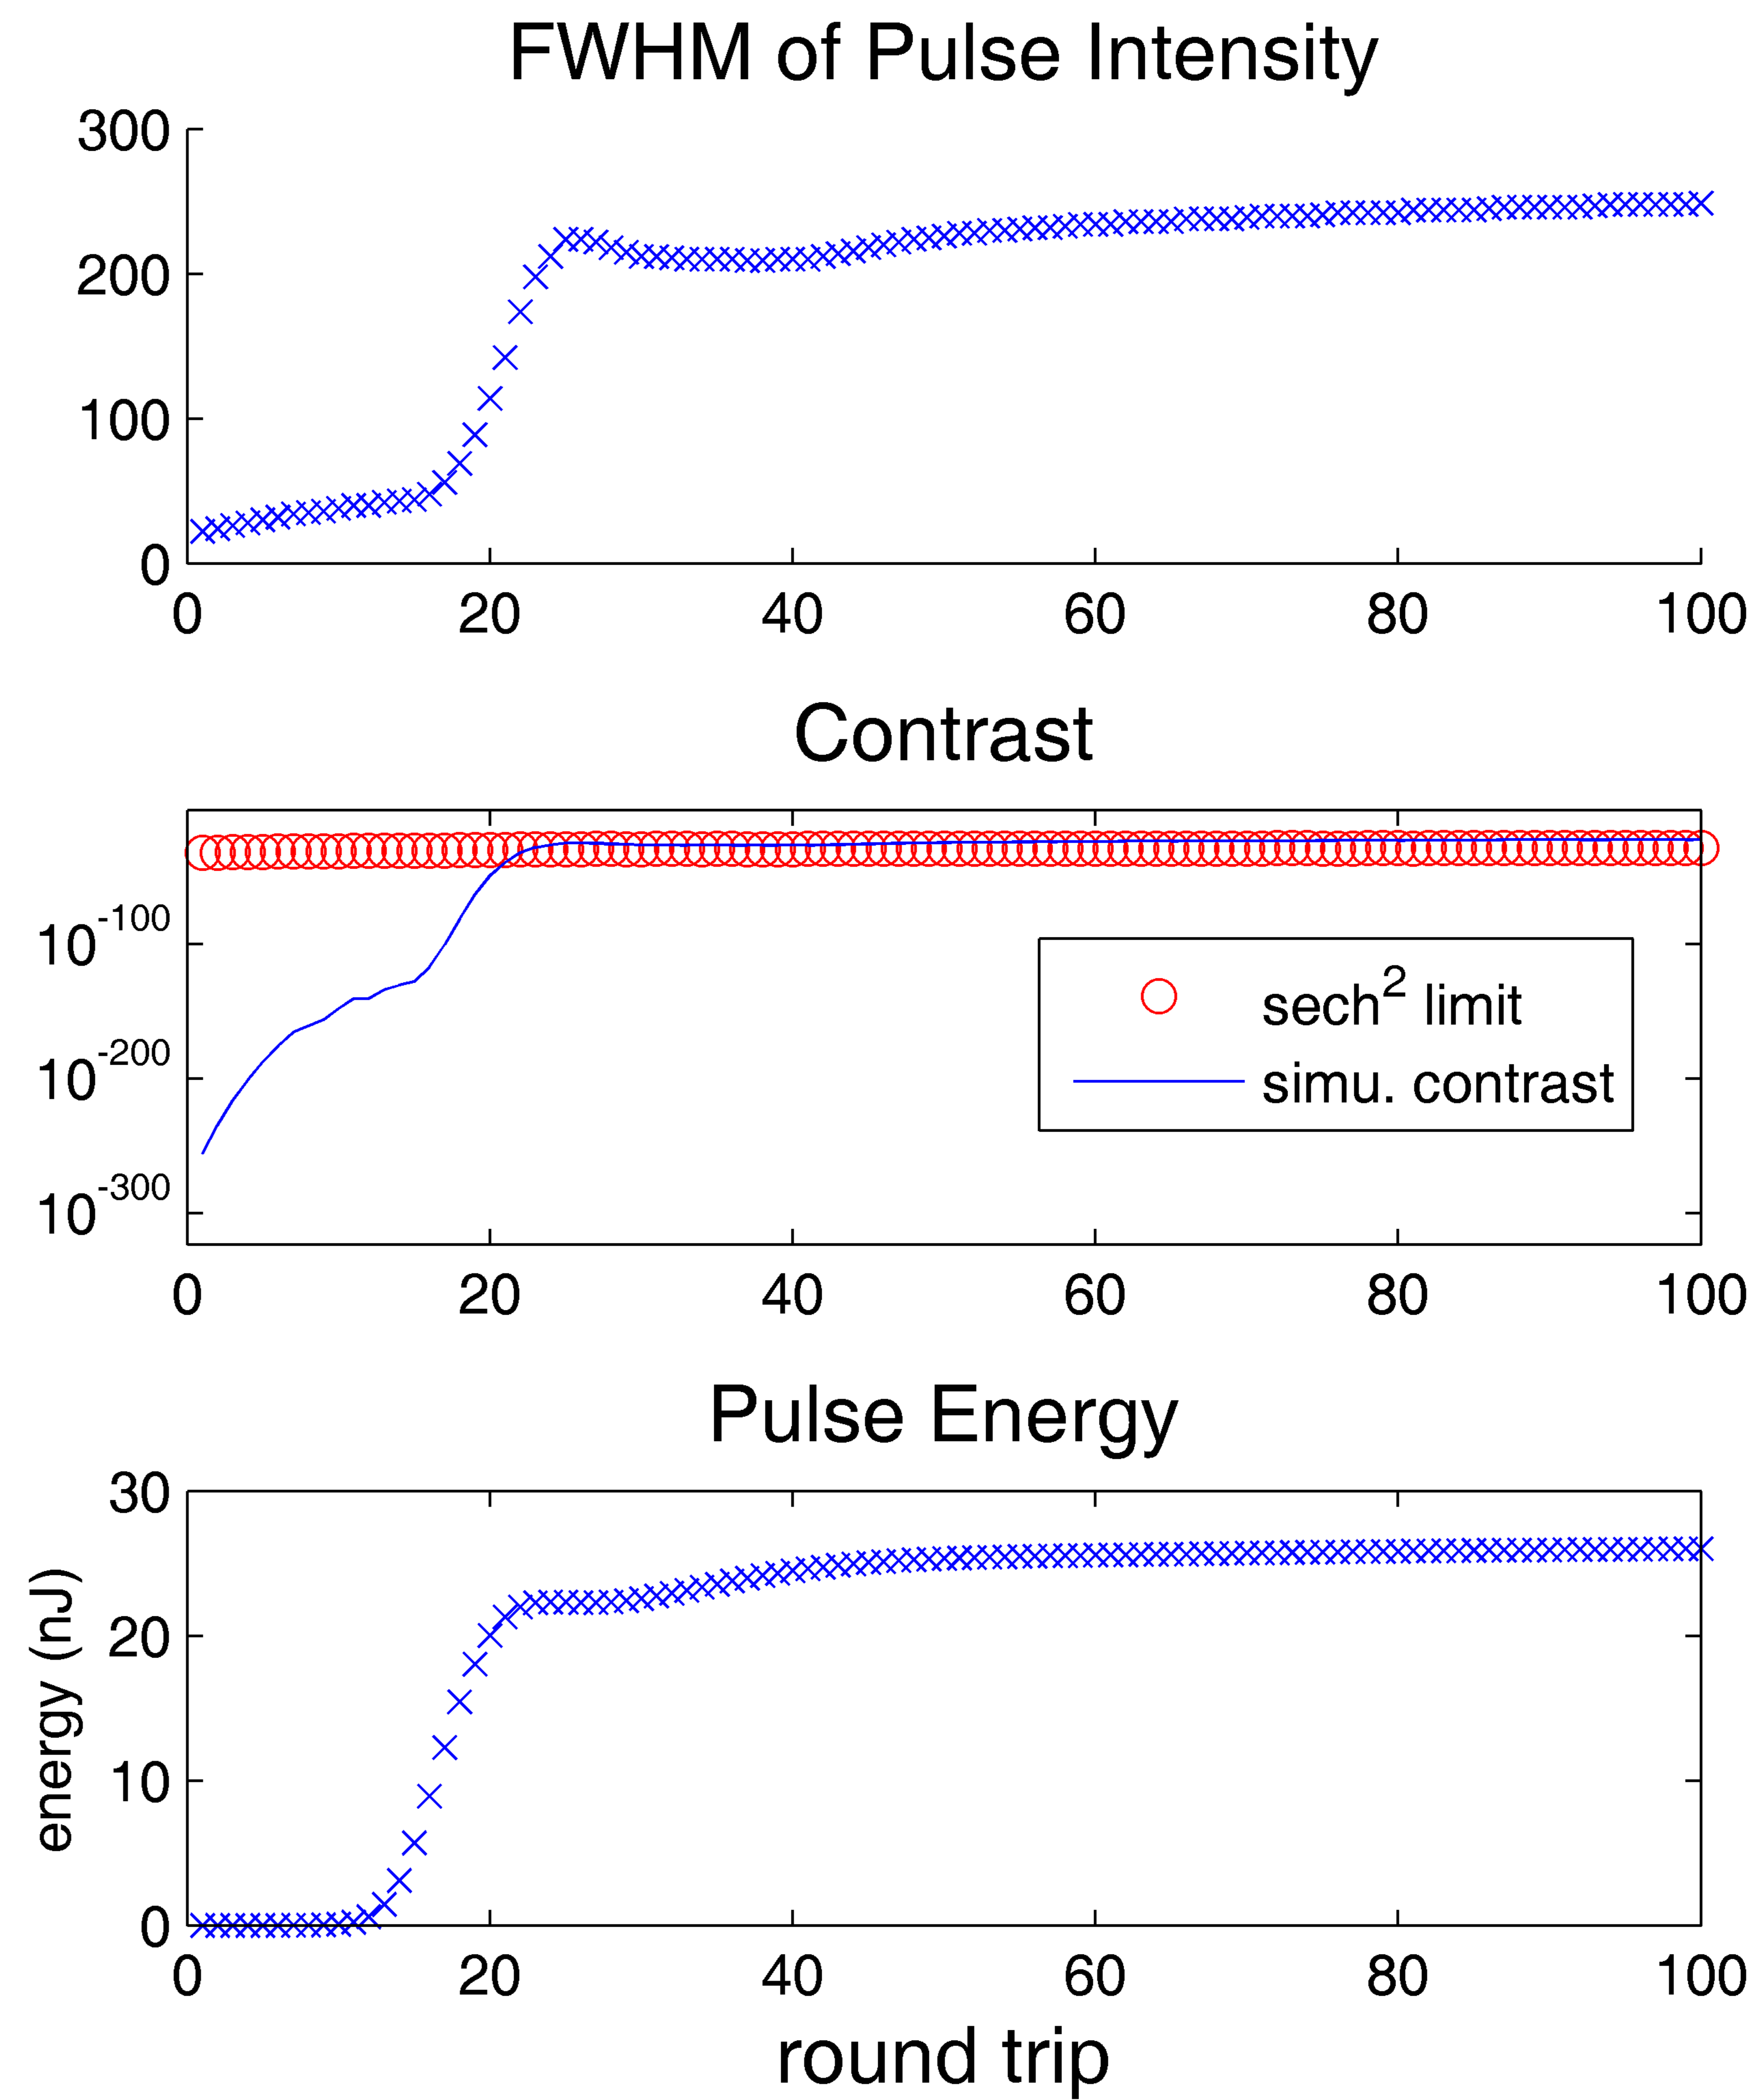 FWHM of Pulse Intensity
300
200
100
0
0 20 40 60 80 100
Contrast
10^-100
10^-200
10^-300
sech^2 limit
simu. contrast
0 20 40 60 80 100
Pulse Energy
energy (nJ)
30
20
10
0
0 20 40 60 80 100
round trip